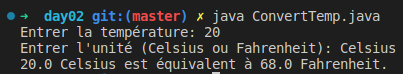 ➜ day02 git:(master) ✗ java ConvertTemp.java
Entrer la température: 20
Entrer l'unité (Celsius ou Fahrenheit): Celsius
20.0 Celsius est équivalent à 68.0 Fahrenheit.